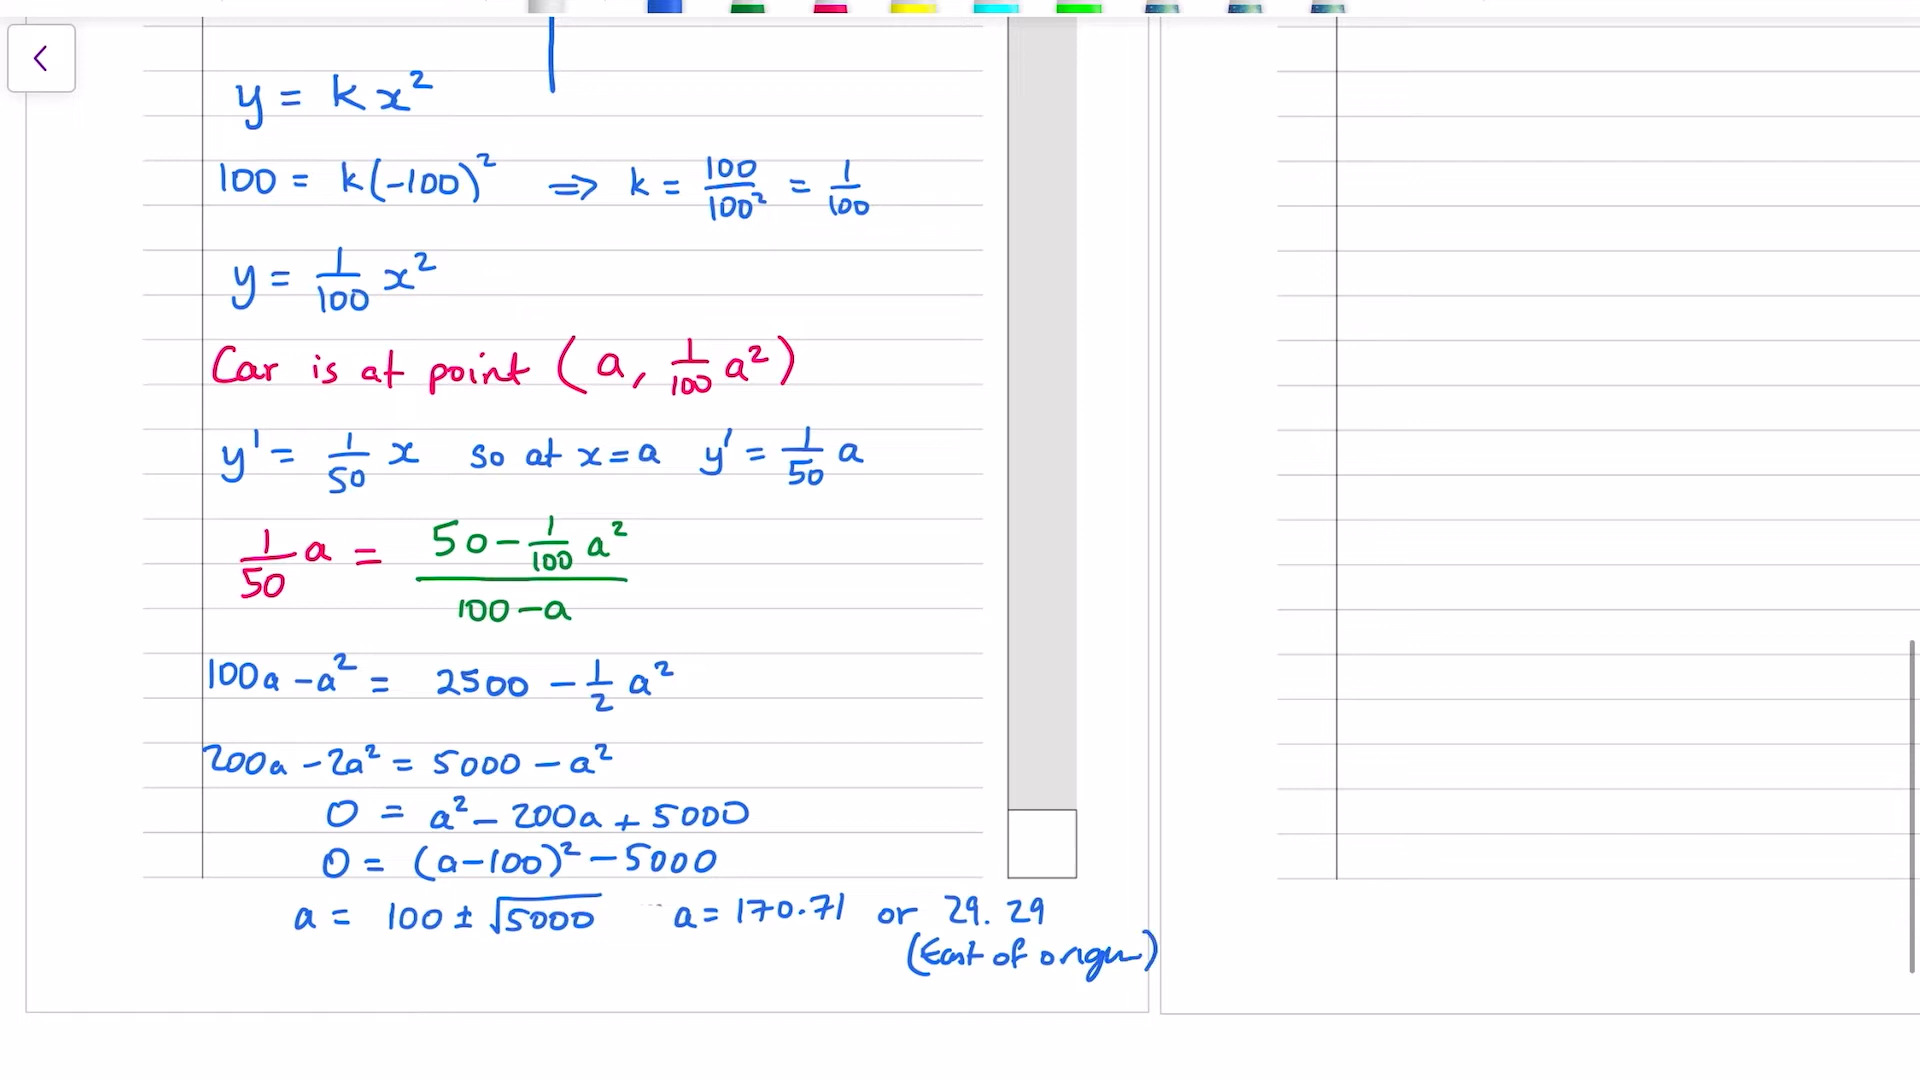 y = kx²
100 = k(-100)² ⇒ k = 100/100² = 1/100
y = 1/100 x²
Car is at point (a, 1/100 a²)
y' = 1/50 x so at x=a y' = 1/50 a
1/50 a = (50 - 1/100 a²)/(100 - a)
100a - a² = 2500 - 1/2 a²
200a - 2a² = 5000 - a²
0 = a² - 200a + 5000
0 = (a-100)² - 5000
a = 100 ± √5000 a = 170.71 or 29.29
(East of origin)